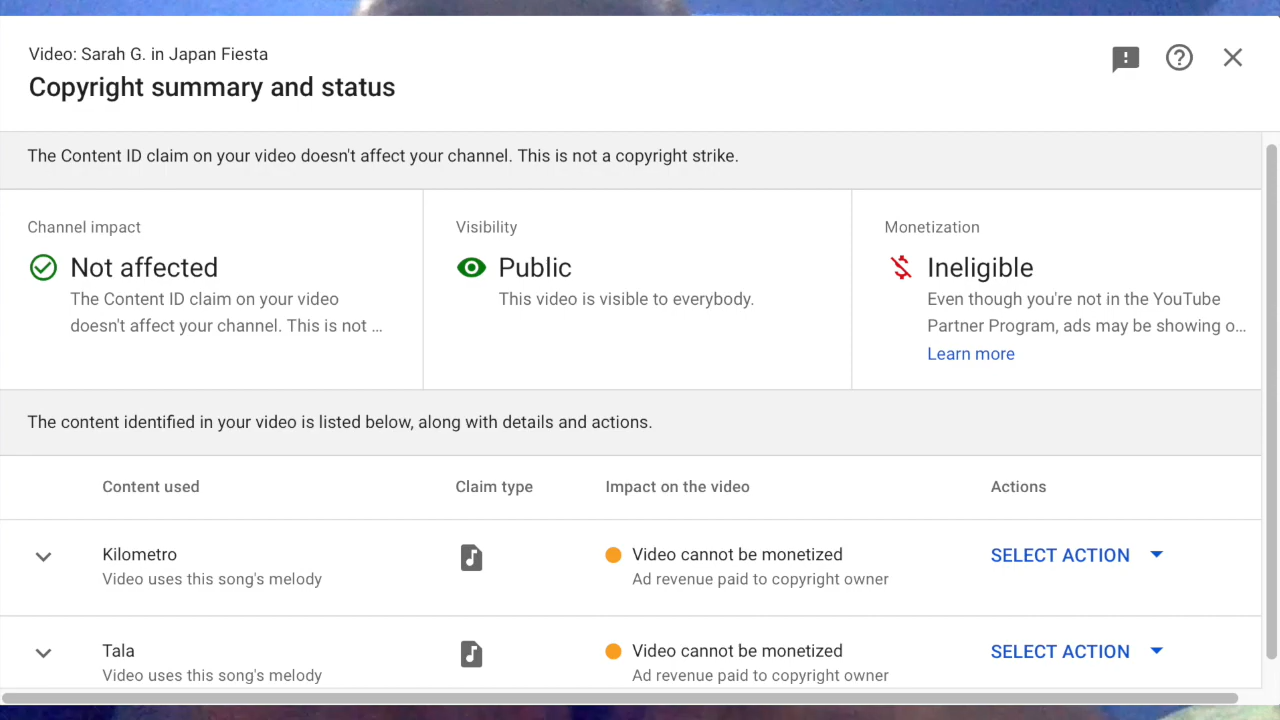 Video: Sarah G. in Japan Fiesta
Copyright summary and status
The Content ID claim on your video doesn't affect your channel. This is not a copyright strike.
Channel impact
Not affected
The Content ID claim on your video
doesn't affect your channel. This is not ...
Visibility
Public
This video is visible to everybody.
Monetization
Ineligible
Even though you're not in the YouTube
Partner Program, ads may be showing o...
Learn more
The content identified in your video is listed below, along with details and actions.
Content used
Claim type
Impact on the video
Actions
Kilometro
Video uses this song's melody
Video cannot be monetized
Ad revenue paid to copyright owner
SELECT ACTION
Tala
Video uses this song's melody
Video cannot be monetized
Ad revenue paid to copyright owner
SELECT ACTION